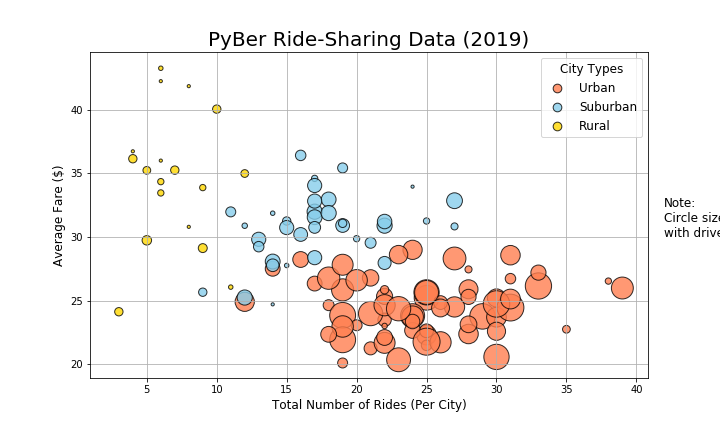 PyBer Ride-Sharing Data (2019)
City Types
Urban
Suburban
Rural
Average Fare ($)
40
35
30
25
20
5
10
15
20
25
30
35
40
Total Number of Rides (Per City)
Note:
Circle size
with drive